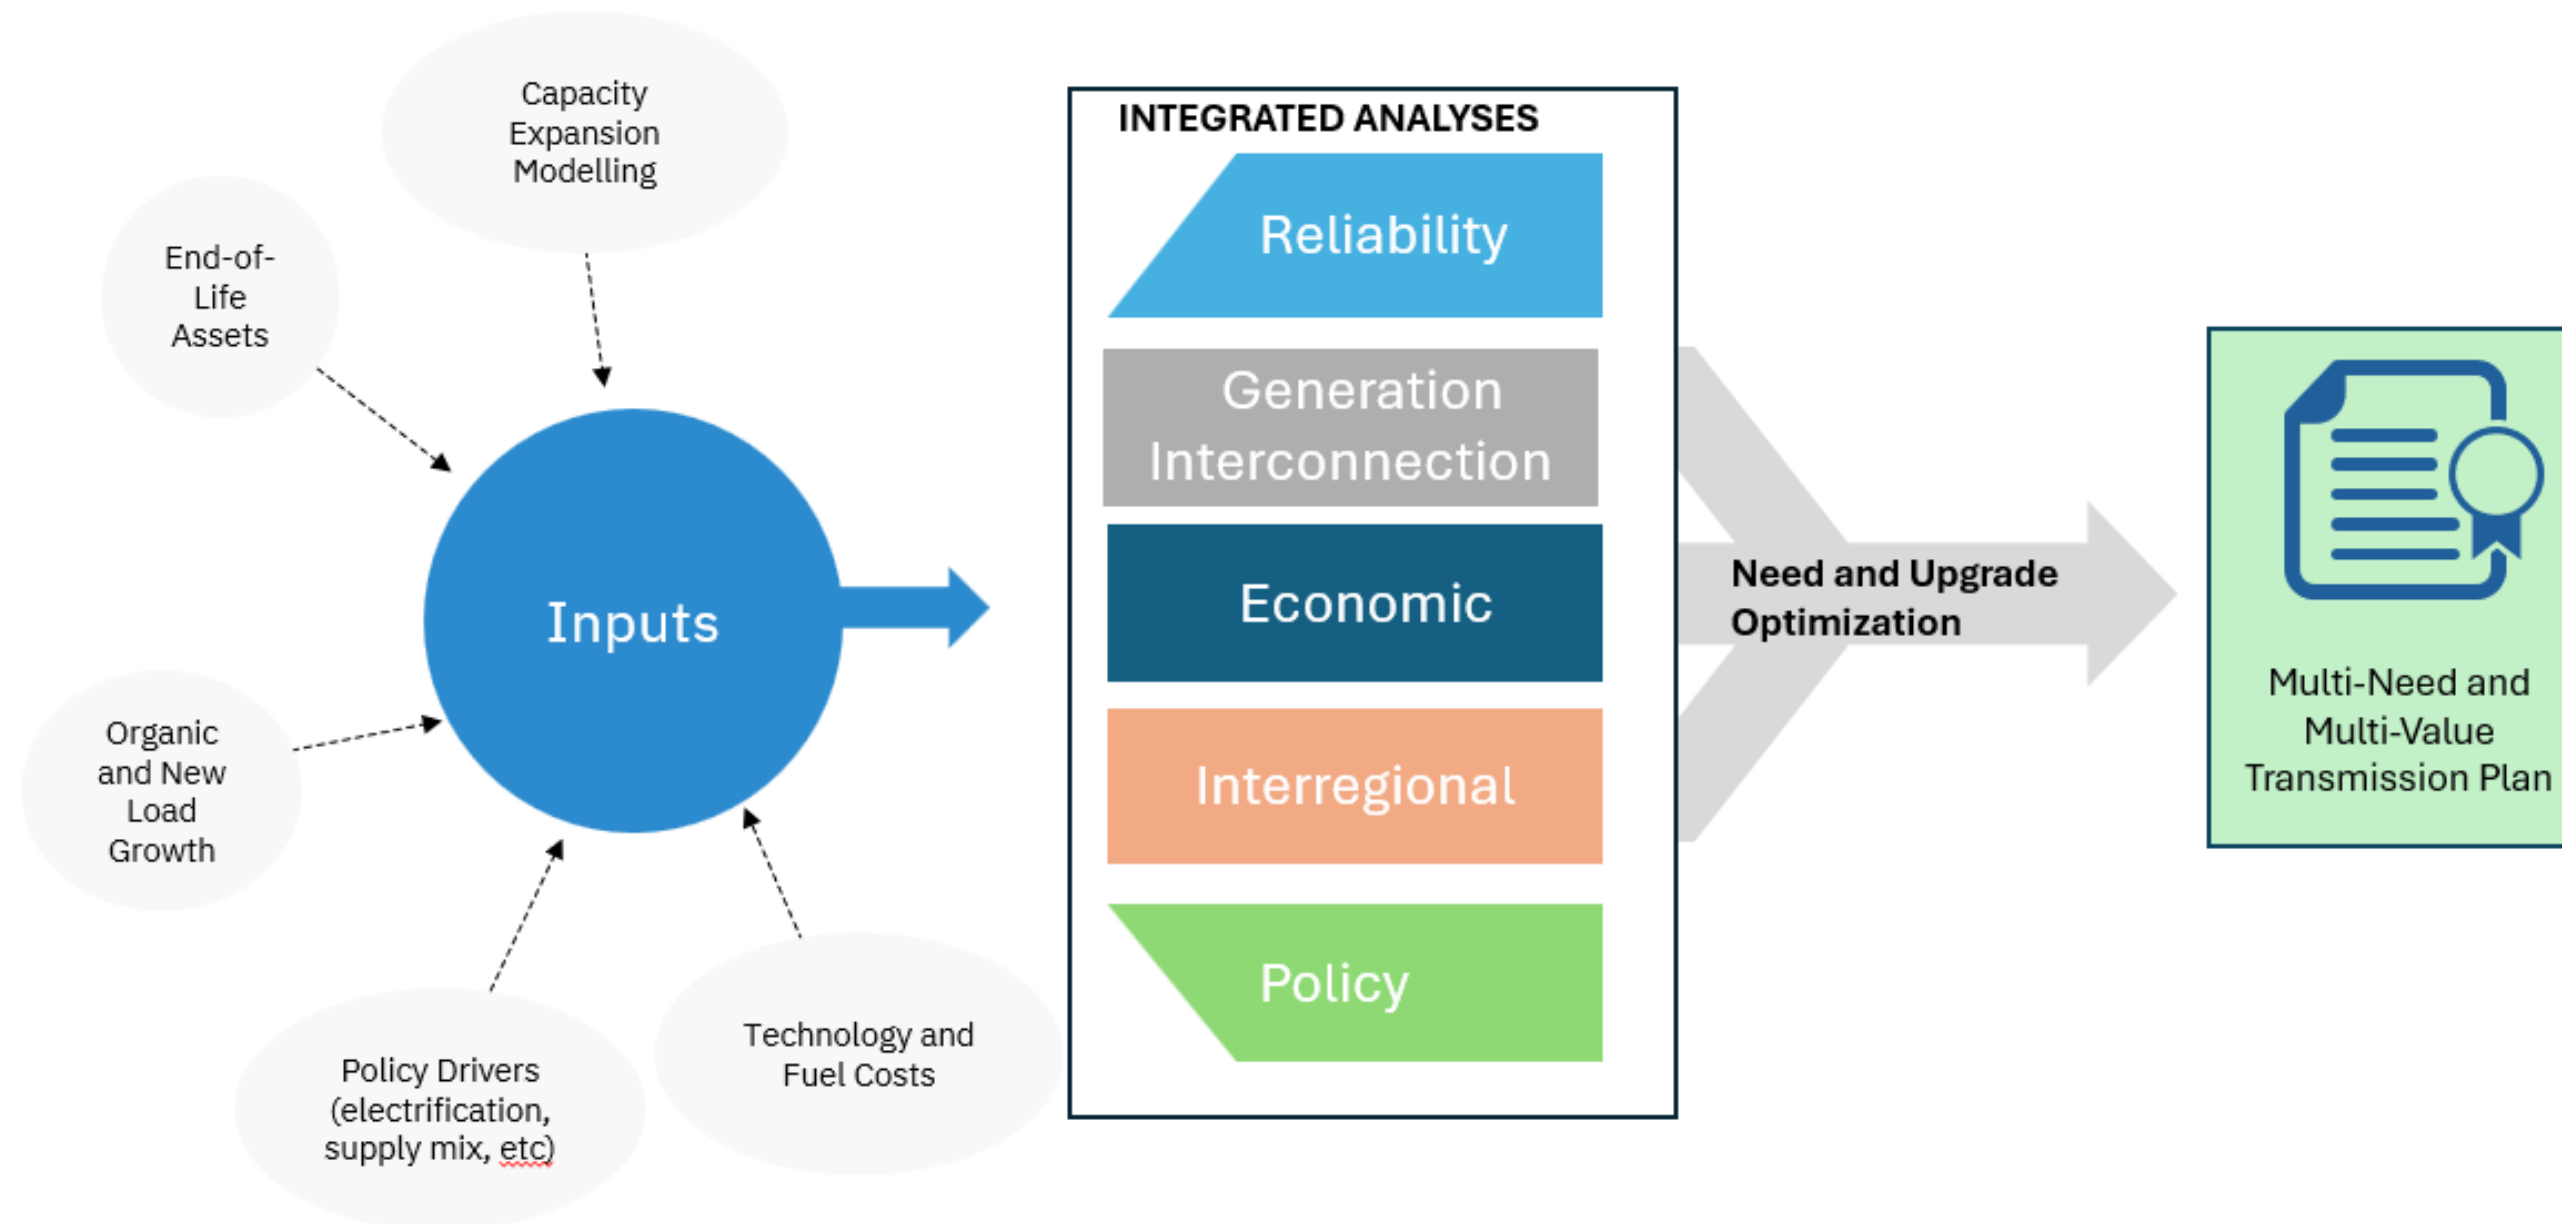 Capacity
Expansion
Modelling
End-of-
Life
Assets
Inputs
Organic
and New
Load
Growth
Policy Drivers
(electrification,
supply mix, etc)
Technology and
Fuel Costs
INTEGRATED ANALYSES
Reliability
Generation
Interconnection
Economic
Interregional
Policy
Need and Upgrade
Optimization
Multi-Need and
Multi-Value
Transmission Plan